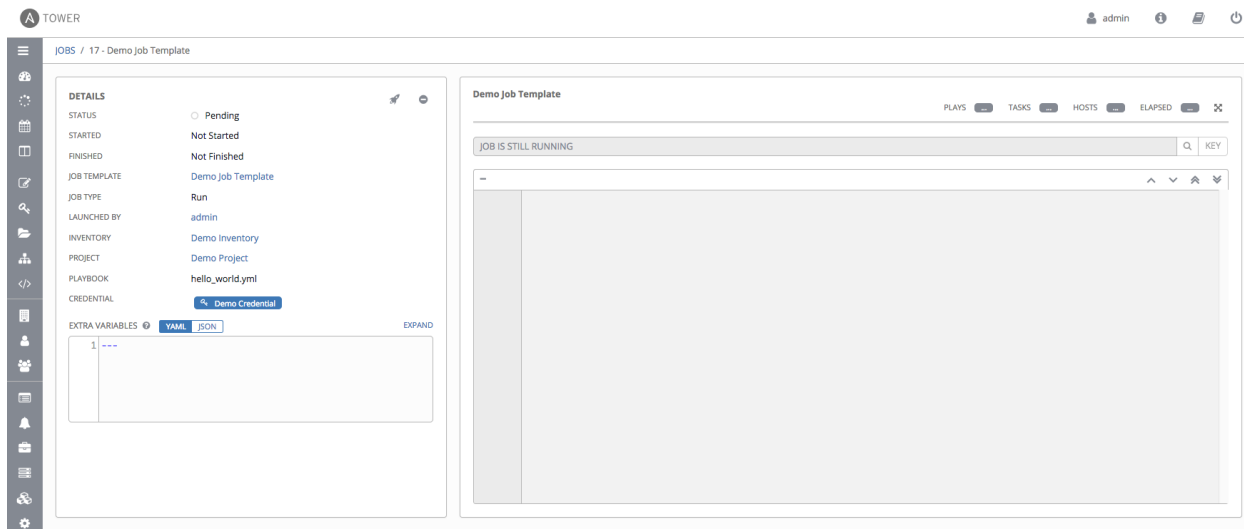 A TOWER
admin
JOBS / 17 - Demo Job Template
DETAILS
STATUS Pending
STARTED Not Started
FINISHED Not Finished
JOB TEMPLATE Demo Job Template
JOB TYPE Run
LAUNCHED BY admin
INVENTORY Demo Inventory
PROJECT Demo Project
PLAYBOOK hello_world.yml
CREDENTIAL Demo Credential
EXTRA VARIABLES ? YAML JSON EXPAND
1 ---
Demo Job Template
PLAYS ... TASKS ... HOSTS ... ELAPSED ...
JOB IS STILL RUNNING KEY